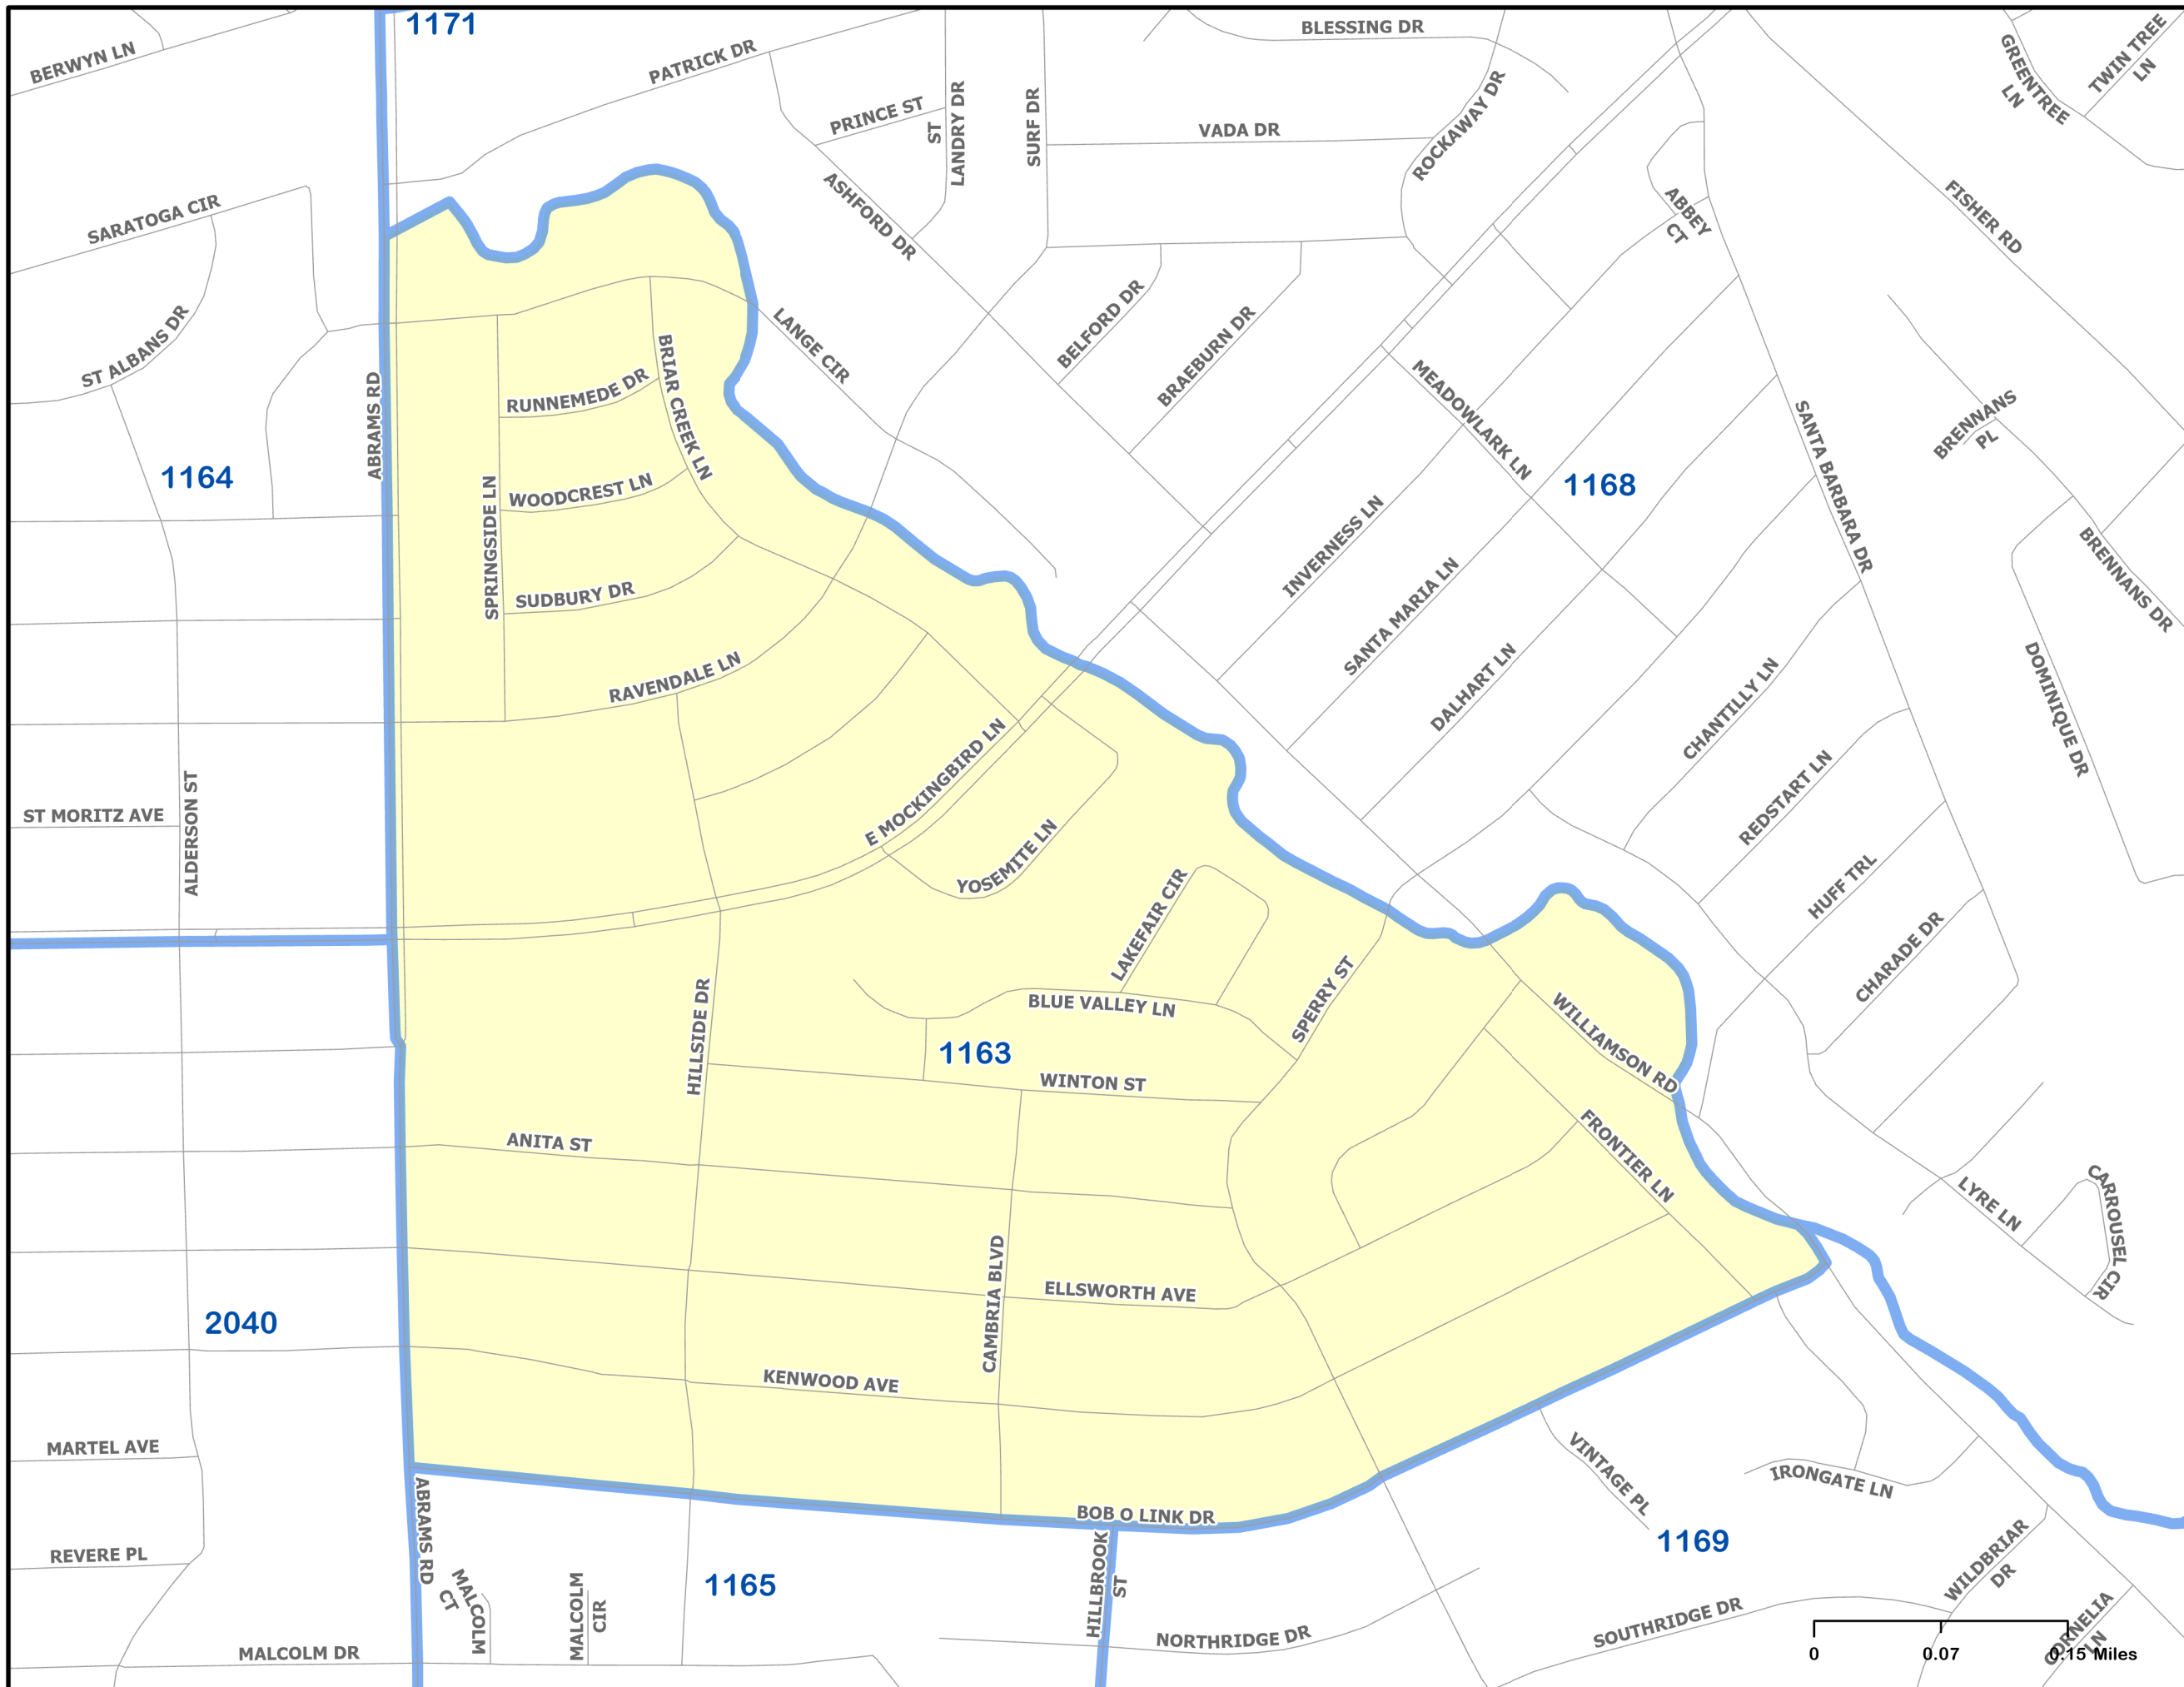 1171
BLESSING DR
BERWYN LN
PATRICK DR
GREENTREE
LN
TWIN TREE
LN
PRINCE ST
ST
LANDRY DR
SURF DR
VADA DR
ROCKAWAY DR
SARATOGA CIR
ASHFORD DR
ABBEY
CT
FISHER RD
ST ALBANS DR
LANGE CIR
BELFORD DR
BRAEBURN DR
ABRAMS RD
RUNNEMEDE DR
BRIAR CREEK LN
MEADOWLARK LN
SANTA BARBARA DR
BRENNANS
PL
1164
1168
WOODCREST LN
SPRINGSIDE LN
INVERNESS LN
SANTA MARIA LN
BRENNANS DR
SUDBURY DR
RAVENDALE LN
DALHART LN
CHANTILLY LN
DOMINIQUE DR
E MOCKINGBIRD LN
ST MORITZ AVE
ALDERSON ST
YOSEMITE LN
REDSTART LN
HUFF TRL
LAKEFAIR CIR
CHARADE DR
SPERRY ST
BLUE VALLEY LN
HILLSIDE DR
1163
WILLIAMSON RD
WINTON ST
ANITA ST
FRONTIER LN
LYRE LN
CARROUSEL CIR
CAMBRIA BLVD
ELLSWORTH AVE
2040
KENWOOD AVE
MARTEL AVE
VINTAGE PL
IRONGATE LN
BOB O LINK DR
ABRAMS RD
REVERE PL
1169
HILLBROOK
ST
MALCOLM
CT
MALCOLM
CIR
1165
WILDBRIAR
DR
CORNELIA
LN
NORTHRIDGE DR
SOUTHRIDGE DR
MALCOLM DR
0 0.07 0.15 Miles